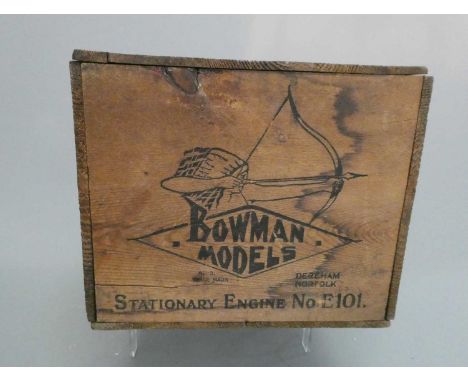 BOWMAN
MODELS
DEREHAM
NORFOLK
STATIONARY ENGINE NO. E101.